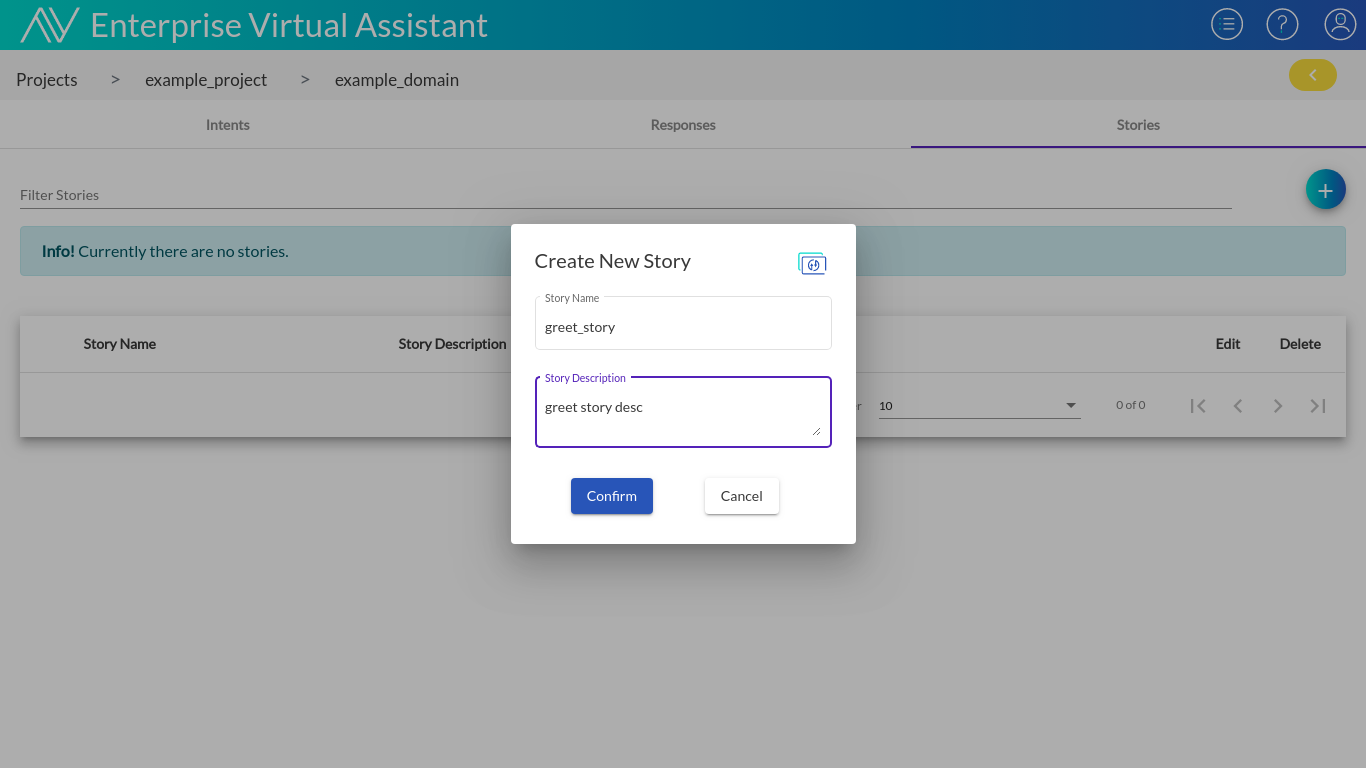 Enterprise Virtual Assistant
Projects > example_project > example_domain
Intents Responses Stories
Filter Stories
Info! Currently there are no stories.
Create New Story
Story Name
greet_story
Story Description
greet story desc
Confirm Cancel
Story Name Story Description Edit Delete
10 0 of 0